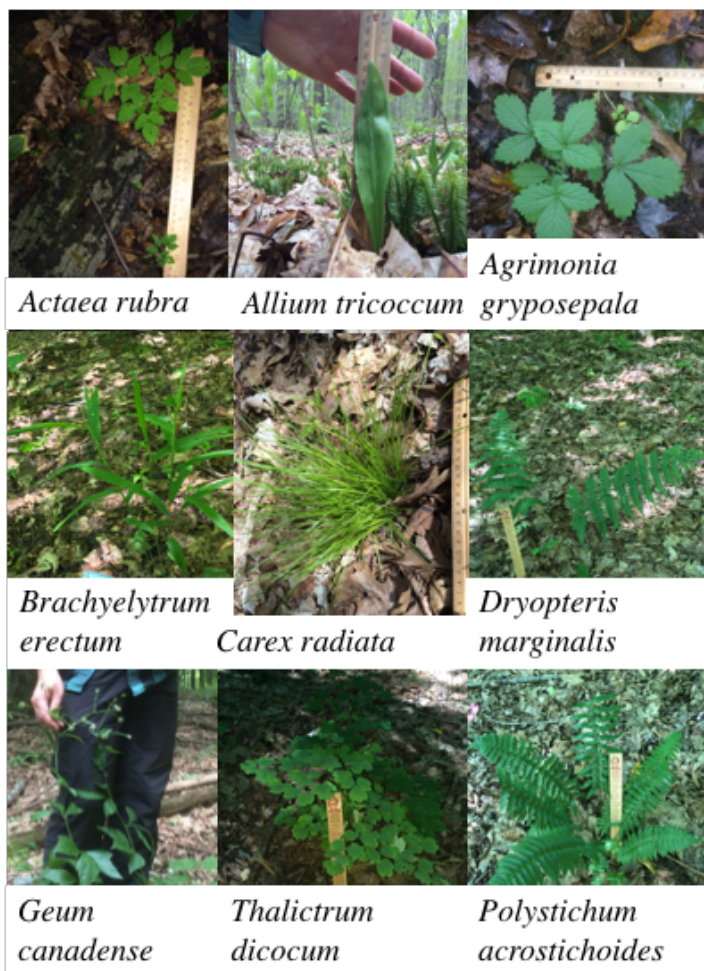 Actaea rubra
Allium tricoccum
Agrimonia
gryposepala
Brachyelytrum
erectum
Carex radiata
Dryopteris
marginalis
Geum
canadense
Thalictrum
dicocum
Polystichum
acrostichoides